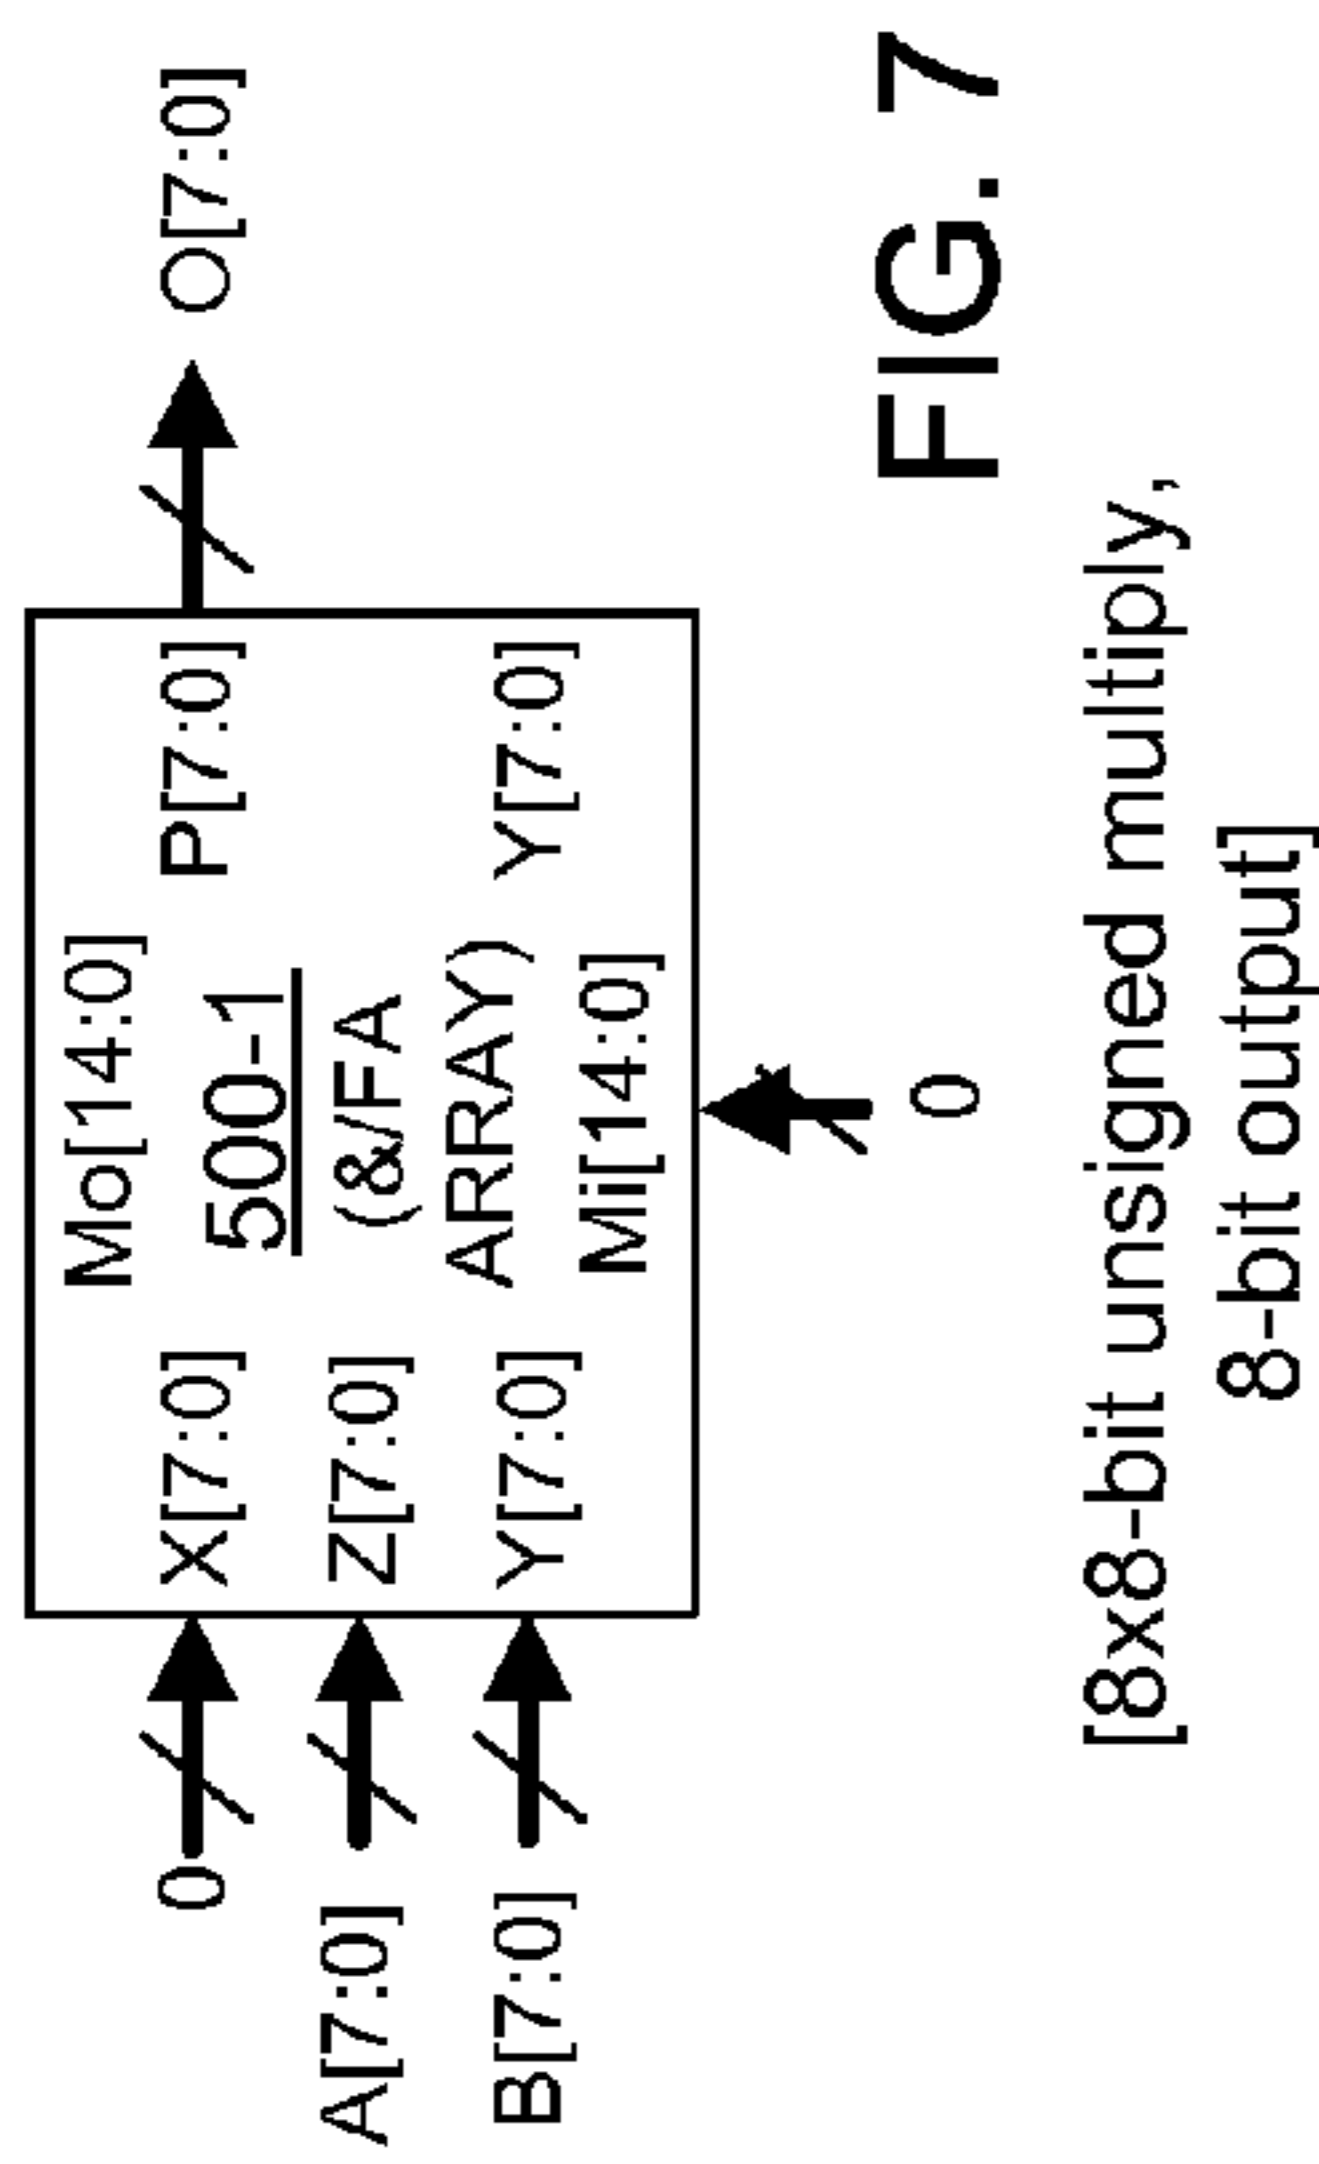 Mo[14:0]
0
X[7:0]
500-1
P[7:0]
O[7:0]
A[7:0]
Z[7:0]
(&/FA
B[7:0]
Y[7:0]
ARRAY)
Y[7:0]
Mi[14:0]
0
FIG. 7
[8x8-bit unsigned multiply,
8-bit output]